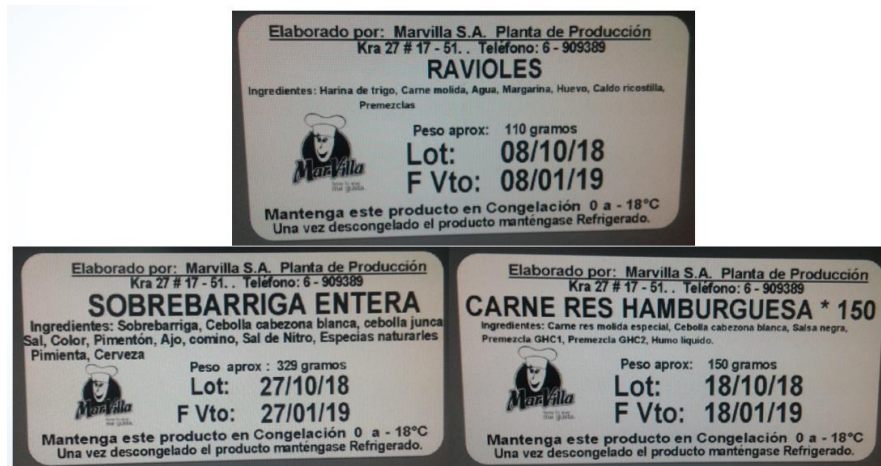 Elaborado por: Marvilla S.A. Planta de Producción
Kra 27 # 17 - 51. . Teléfono: 6 - 909389
RAVIOLES
Ingredientes: Harina de trigo, Carne molida, Agua, Margarina, Huevo, Caldo ricostilla,
Premezclas
MarVilla
Peso aprox: 110 gramos
Lot: 08/10/18
F Vto: 08/01/19
Mantenga este producto en Congelación 0 a - 18°C
Una vez descongelado el producto manténgase Refrigerado.
Elaborado por: Marvilla S.A. Planta de Producción
Kra 27 # 17 - 51. . Teléfono: 6 - 909389
SOBREBARRIGA ENTERA
Ingredientes: Sobrebarriga, Cebolla cabezona blanca, cebolla junca
Sal, Color, Pimentón, Ajo, comino, Sal de Nitro, Especias naturarles
Pimienta, Cerveza
MarVilla
Peso aprox : 329 gramos
Lot: 27/10/18
F Vto: 27/01/19
Mantenga este producto en Congelación 0 a - 18°C
Una vez descongelado el producto manténgase Refrigerado.
Elaborado por: Marvilla S.A. Planta de Producción
Kra 27 # 17 - 51. . Teléfono: 6 - 909389
CARNE RES HAMBURGUESA * 150
Ingredientes: Carne res molida especial, Cebolla cabezona blanca, Salsa negra,
Premezcla GHC1, Premezcla GHC2, Humo líquido.
MarVilla
Peso aprox: 150 gramos
Lot: 18/10/18
F Vto: 18/01/19
Mantenga este producto en Congelación 0 a - 18°C
Una vez descongelado el producto manténgase Refrigerado.